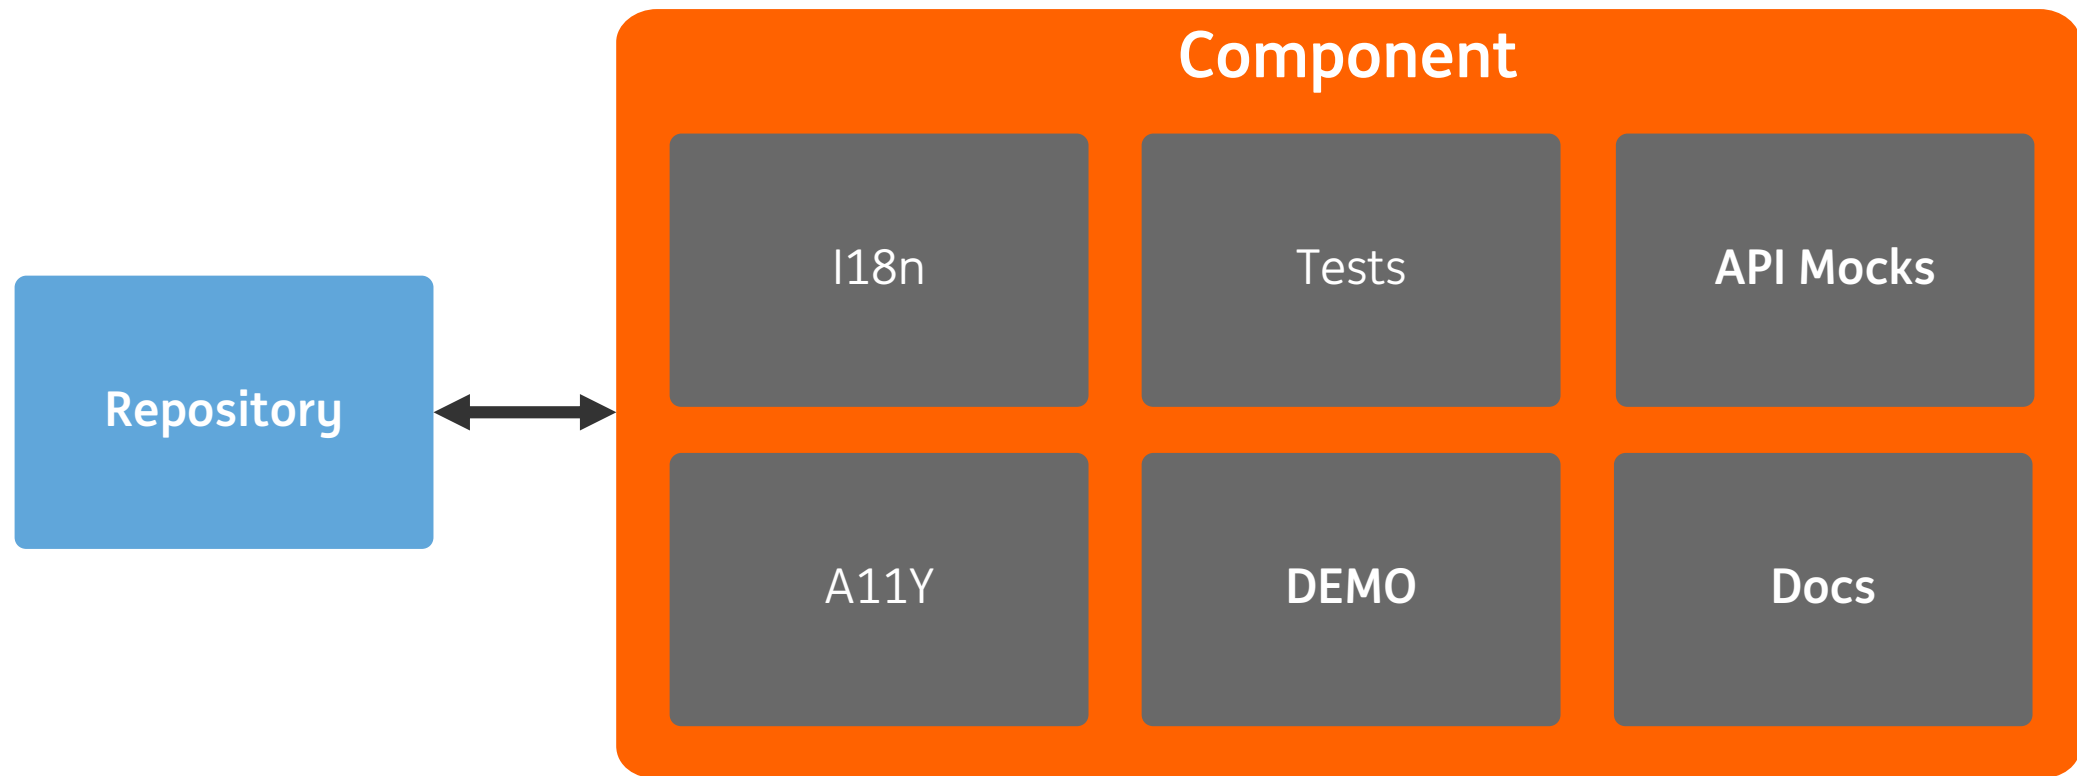 Component
I18n
Tests
API Mocks
Repository
A11Y
DEMO
Docs